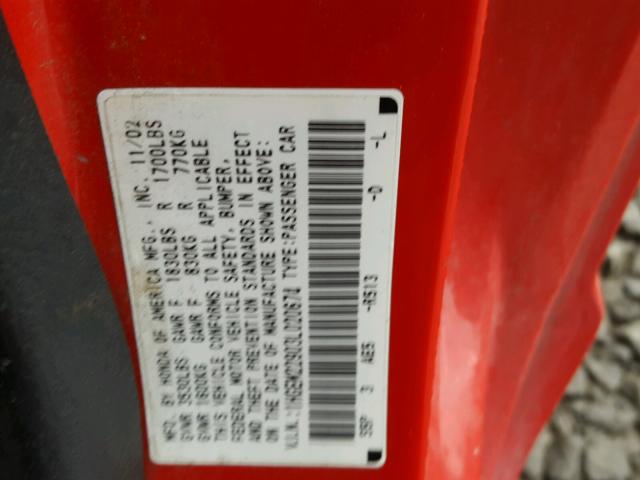 MFD. BY HONDA OF AMERICA MFG., INC. 11/02
GVWR 3530LBS GAWR F 1830LBS R 1700LBS
GVWR 1600KG GAWR F 830KG R 770KG
THIS VEHICLE CONFORMS TO ALL APPLICABLE
FEDERAL MOTOR VEHICLE SAFETY, BUMPER,
AND THEFT PREVENTION STANDARDS IN EFFECT
ON THE DATE OF MANUFACTURE SHOWN ABOVE.
V.I.N.: 1HGEM22903L020674 TYPE:PASSENGER CAR
SSP 3 AES -R513 -O -L